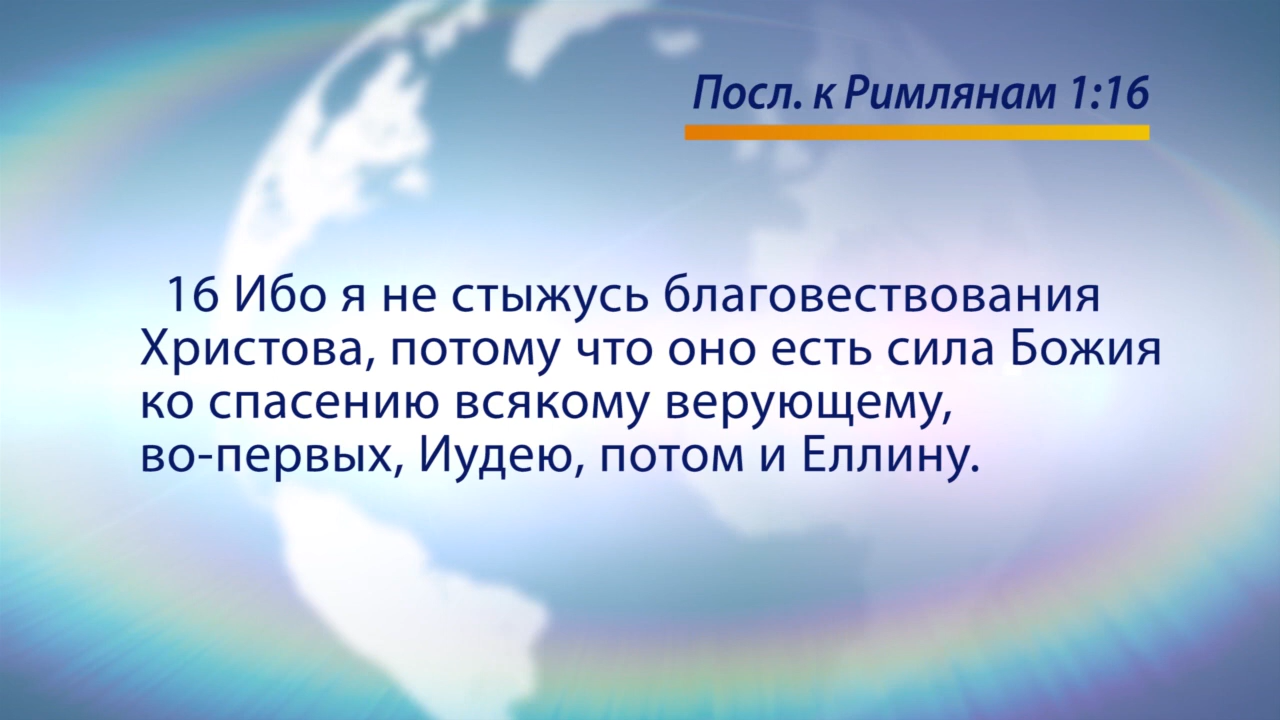 Посл. к Римлянам 1:16
16 Ибо я не стыжусь благовествования
Христова, потому что оно есть сила Божия
ко спасению всякому верующему,
во-первых, Иудею, потом и Еллину.